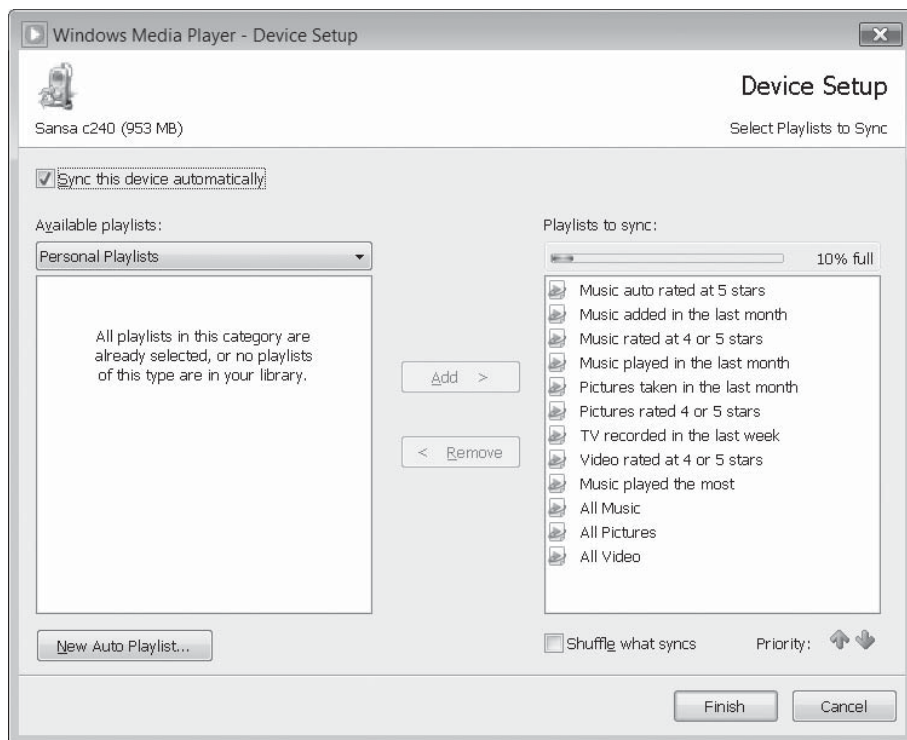 Windows Media Player - Device Setup
Device Setup
Sansa c240 (953 MB)
Select Playlists to Sync
Sync this device automatically
Available playlists:
Personal Playlists
All playlists in this category are
already selected, or no playlists
of this type are in your library.
New Auto Playlist...
Add >
< Remove
Playlists to sync:
10% full
Music auto rated at 5 stars
Music added in the last month
Music rated at 4 or 5 stars
Music played in the last month
Pictures taken in the last month
Pictures rated 4 or 5 stars
TV recorded in the last week
Video rated at 4 or 5 stars
Music played the most
All Music
All Pictures
All Video
Shuffle what syncs
Priority:
Finish
Cancel